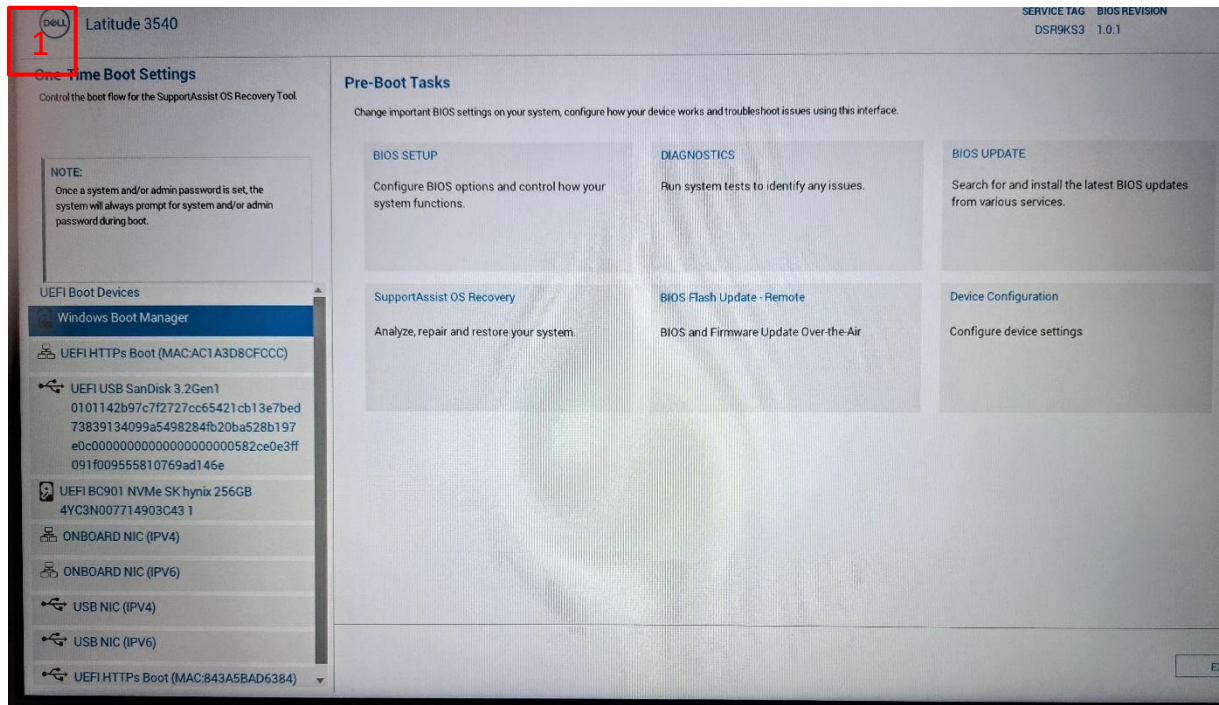 DELL
Latitude 3540
SERVICE TAG BIOS REVISION
DSR9KS3 1.0.1
1
One-Time Boot Settings
Control the boot flow for the SupportAssist OS Recovery Tool.
NOTE:
Once a system and/or admin password is set, the
system will always prompt for system and/or admin
password during boot.
UEFI Boot Devices
Windows Boot Manager
UEFI HTTPs Boot (MAC:AC1A3D8CFCCC)
UEFI USB SanDisk 3.2Gen1
0101142b97c7f2727cc65421cb13e7bed
73839134099a5498284fb20ba528b197
e0c00000000000000000000582ce0e3ff
091f009555810769ad146e
UEFI BC901 NVMe SK hynix 256GB
4YC3N007714903C43 1
ONBOARD NIC (IPV4)
ONBOARD NIC (IPV6)
USB NIC (IPV4)
USB NIC (IPV6)
UEFI HTTPs Boot (MAC:843A5BAD6384)
Pre-Boot Tasks
Change important BIOS settings on your system, configure how your device works and troubleshoot issues using this interface.
BIOS SETUP
Configure BIOS options and control how your
system functions.
DIAGNOSTICS
Run system tests to identify any issues.
BIOS UPDATE
Search for and install the latest BIOS updates
from various services.
SupportAssist OS Recovery
Analyze, repair and restore your system.
BIOS Flash Update - Remote
BIOS and Firmware Update Over-the-Air
Device Configuration
Configure device settings